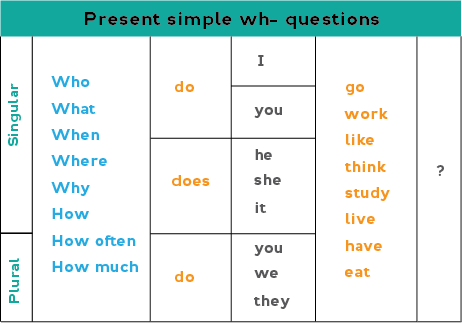 Present simple wh- questions
Singular
Who
What
When
Where
Why
How
How often
How much
do
I
you
does
he
she
it
go
work
like
think
study
live
have
eat
?
Plural
do
you
we
they